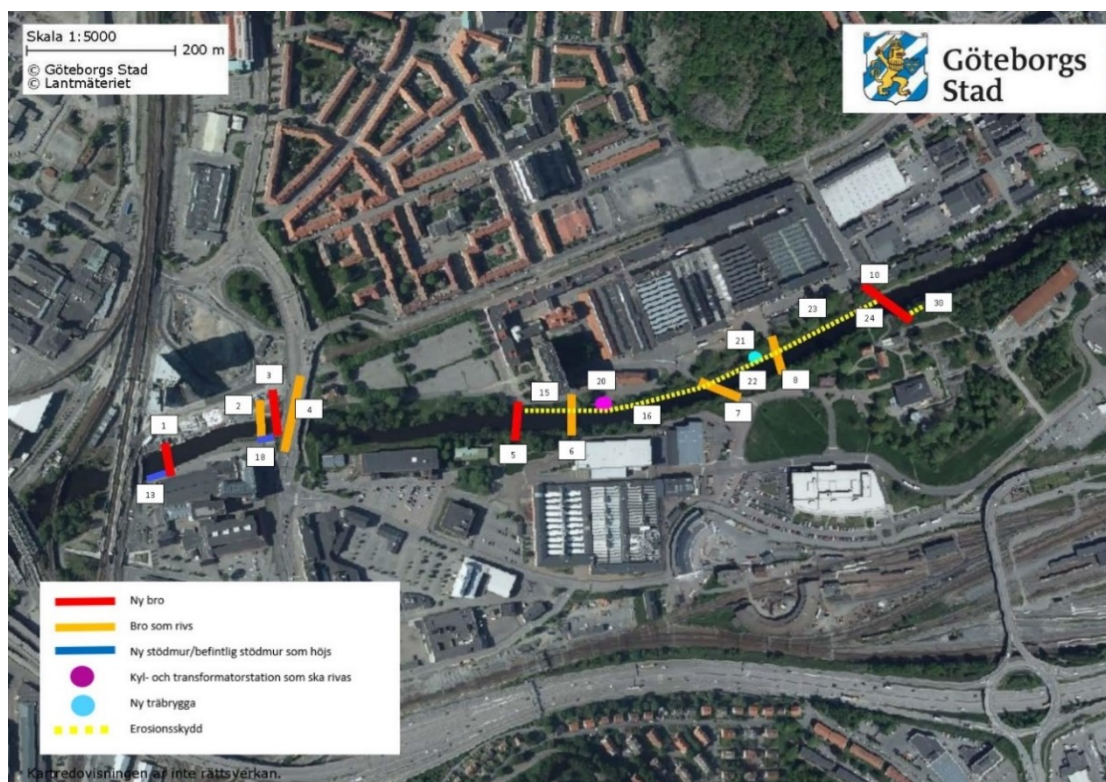 Skala 1:5000
200 m
© Göteborgs Stad
© Lantmäteriet
Göteborgs
Stad
10
30
23
24
21
20
22
8
3
15
2
4
16
7
1
18
5
6
13
Ny bro
Bro som rivs
Ny stödmur/befintlig stödmur som höjs
Kyl- och transformatorstation som ska rivas
Ny träbrygga
Erosionsskydd
Kartredovisningen är inte rättsverkan.